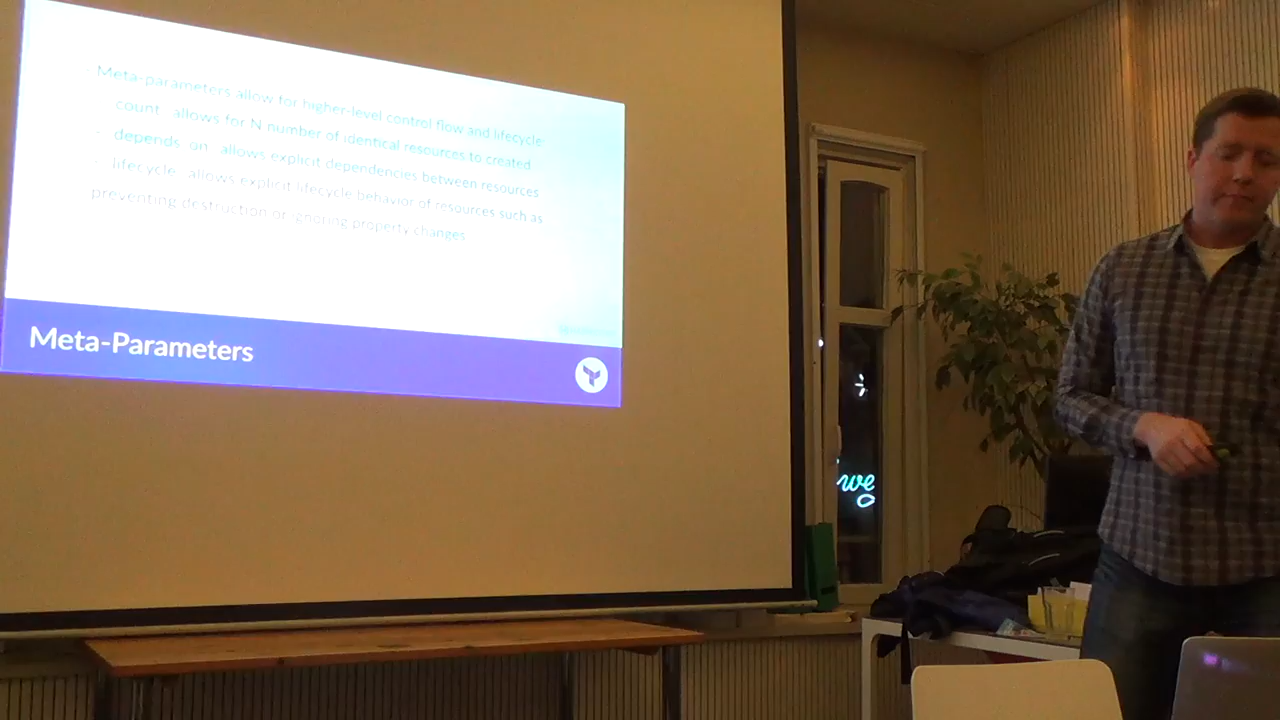 Meta-parameters allow for higher-level control flow and lifecycle
count allows for N number of identical resources to created
- depends_on allows explicit dependencies between resources
- lifecycle allows explicit lifecycle behavior of resources such as
preventing destruction or ignoring property changes
Meta-Parameters
we